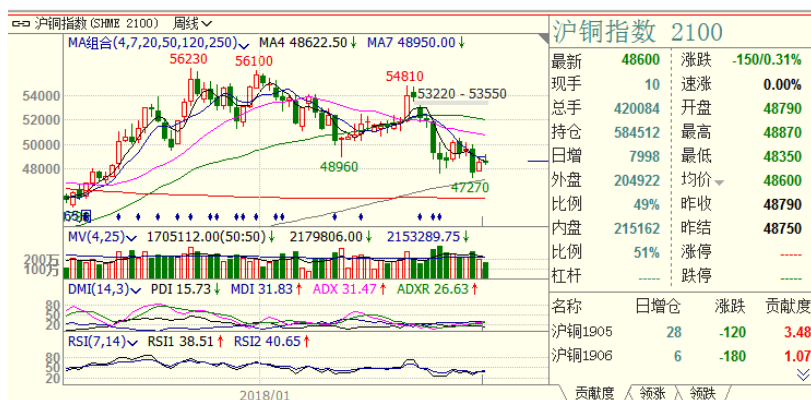 沪铜指数(SHME 2100) 周线
MA组合(4,7,20,50,120,250) MA4 48622.50↓ MA7 48950.00↓
56230
56100
54810
53220 - 53550
54000
52000
50000
48000
48960
47270
MV(4,25) 1705112.00(50:50)↓ 2179806.00↓ 2153289.75↓
200万
100万
DMI(14,3) PDI 15.73↓ MDI 31.83↑ ADX 31.47↑ ADXR 26.63↑
80
60
40
20
RSI(7,14) RSI1 38.51↑ RSI2 40.65↑
80
50
20
2018/01
沪铜指数 2100
最新 48600 涨跌 -150/0.31%
现手 10 速涨 0.00%
总手 420084 开盘 48790
持仓 584512 最高 48870
日增 7998 最低 48350
外盘 204922 均价 48600
比例 49% 昨收 48790
内盘 215162 昨结 48750
比例 51% 涨停 -----
杠杆 ----- 跌停 -----
名称 日增仓 涨跌 贡献度
沪铜1905 28 -120 3.48
沪铜1906 6 -180 1.07
贡献度 领涨 领跌